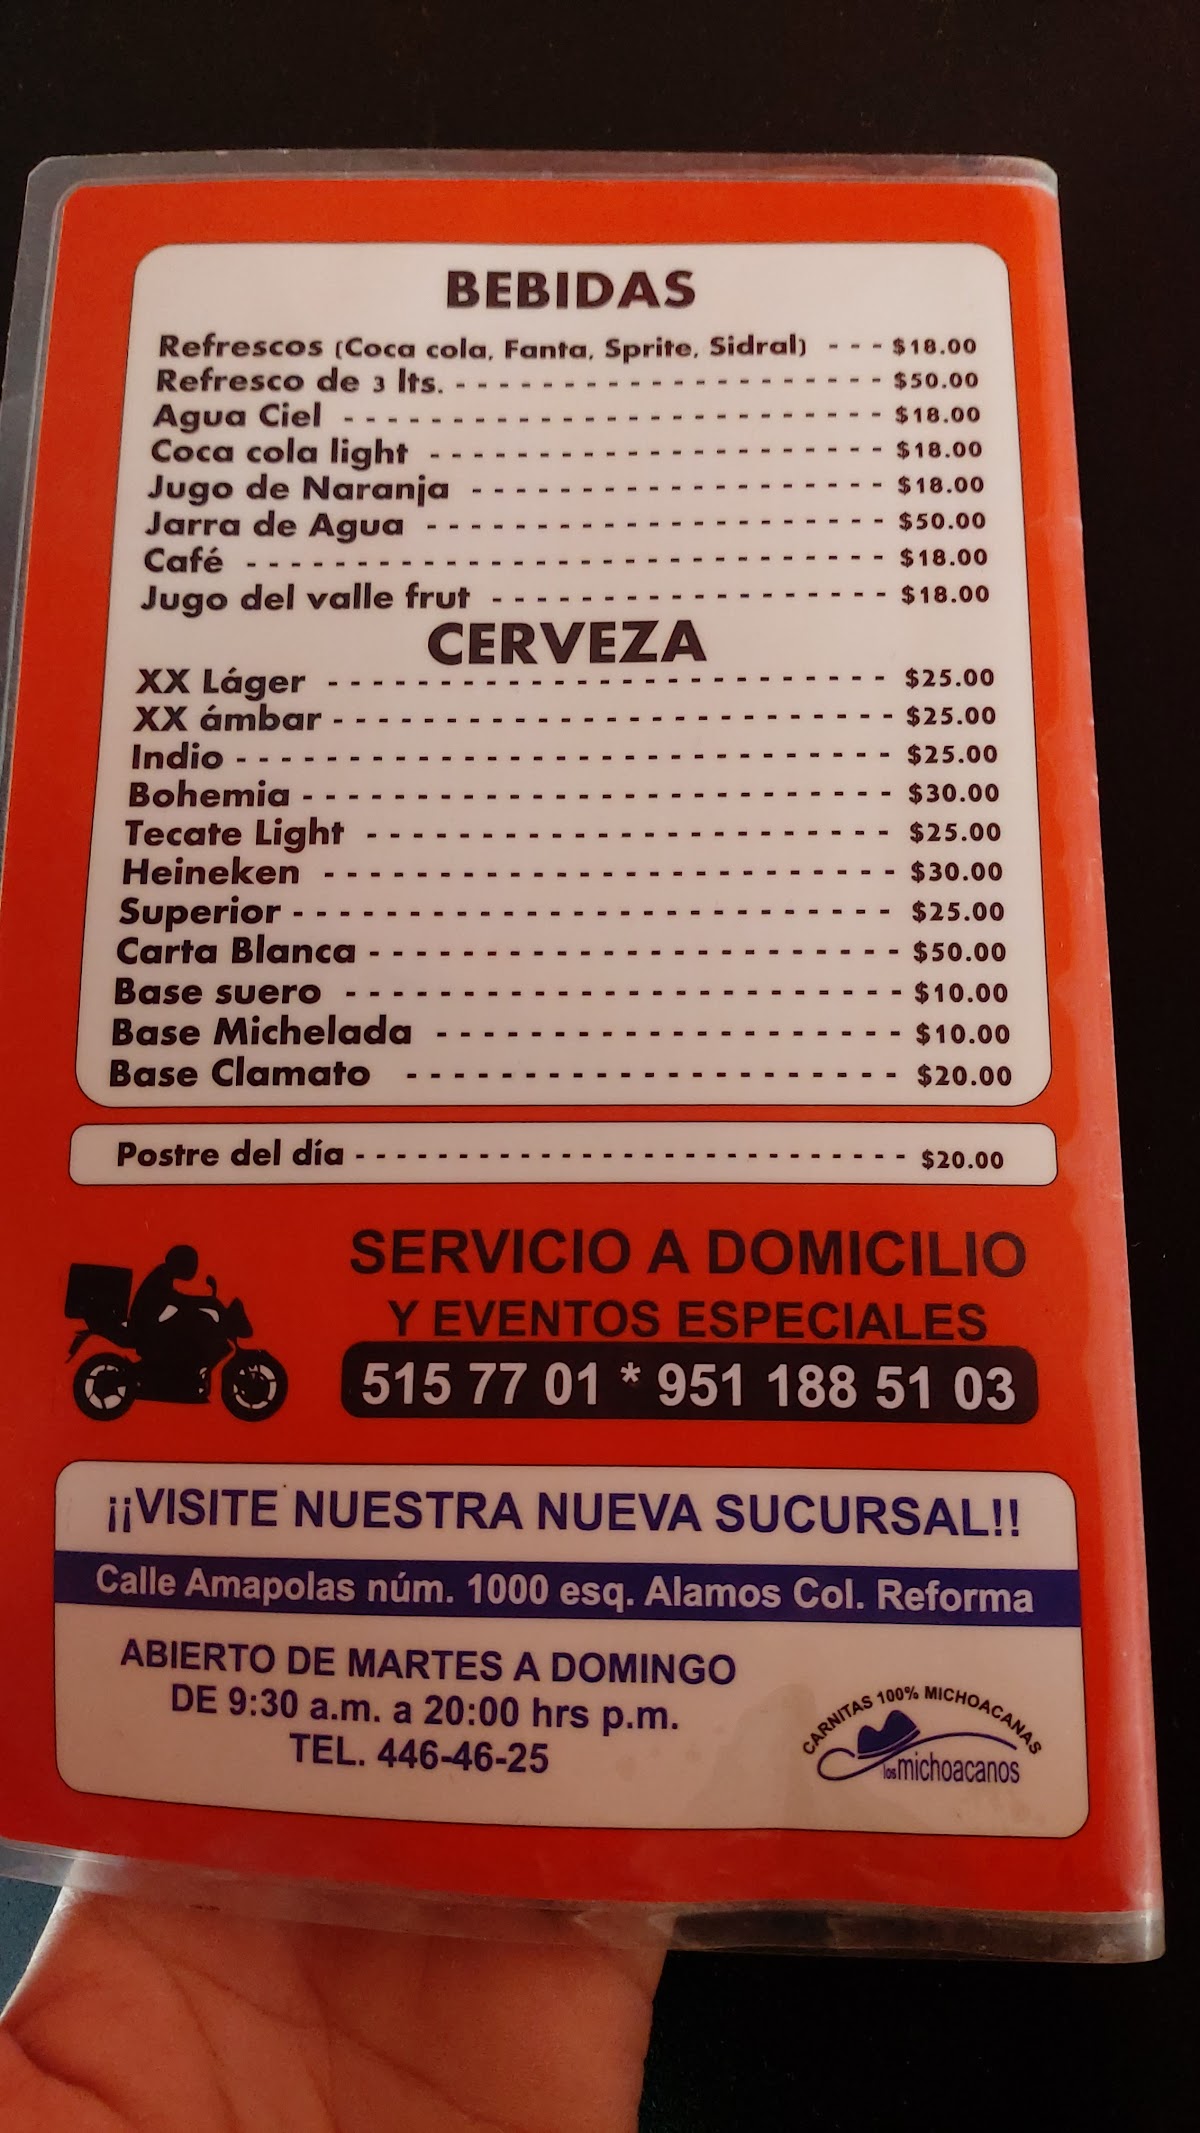 BEBIDAS
Refrescos (Coca cola, Fanta, Sprite, Sidral) - - - $18.00
Refresco de 3 lts. - - - - - - - - - - - - - - - - - - - $50.00
Agua Ciel - - - - - - - - - - - - - - - - - - - - - - - - $18.00
Coca cola light - - - - - - - - - - - - - - - - - - - - $18.00
Jugo de Naranja - - - - - - - - - - - - - - - - - - $18.00
Jarra de Agua - - - - - - - - - - - - - - - - - - - - $50.00
Café - - - - - - - - - - - - - - - - - - - - - - - - - - - - $18.00
Jugo del valle frut - - - - - - - - - - - - - - - - - - $18.00
CERVEZA
XX Láger - - - - - - - - - - - - - - - - - - - - - - - - - $25.00
XX ámbar - - - - - - - - - - - - - - - - - - - - - - - - - $25.00
Indio - - - - - - - - - - - - - - - - - - - - - - - - - - - - - $25.00
Bohemia - - - - - - - - - - - - - - - - - - - - - - - - - - $30.00
Tecate Light - - - - - - - - - - - - - - - - - - - - - - - $25.00
Heineken - - - - - - - - - - - - - - - - - - - - - - - - - $30.00
Superior - - - - - - - - - - - - - - - - - - - - - - - - - - $25.00
Carta Blanca - - - - - - - - - - - - - - - - - - - - - - - $50.00
Base suero - - - - - - - - - - - - - - - - - - - - - - - - $10.00
Base Michelada - - - - - - - - - - - - - - - - - - - - $10.00
Base Clamato - - - - - - - - - - - - - - - - - - - - - $20.00
Postre del día - - - - - - - - - - - - - - - - - - - - - - - - - - $20.00
SERVICIO A DOMICILIO
Y EVENTOS ESPECIALES
515 77 01 * 951 188 51 03
¡¡VISITE NUESTRA NUEVA SUCURSAL!!
Calle Amapolas núm. 1000 esq. Alamos Col. Reforma
ABIERTO DE MARTES A DOMINGO
DE 9:30 a.m. a 20:00 hrs p.m.
TEL. 446-46-25
CARNITAS 100% MICHOACANAS
los michoacanos